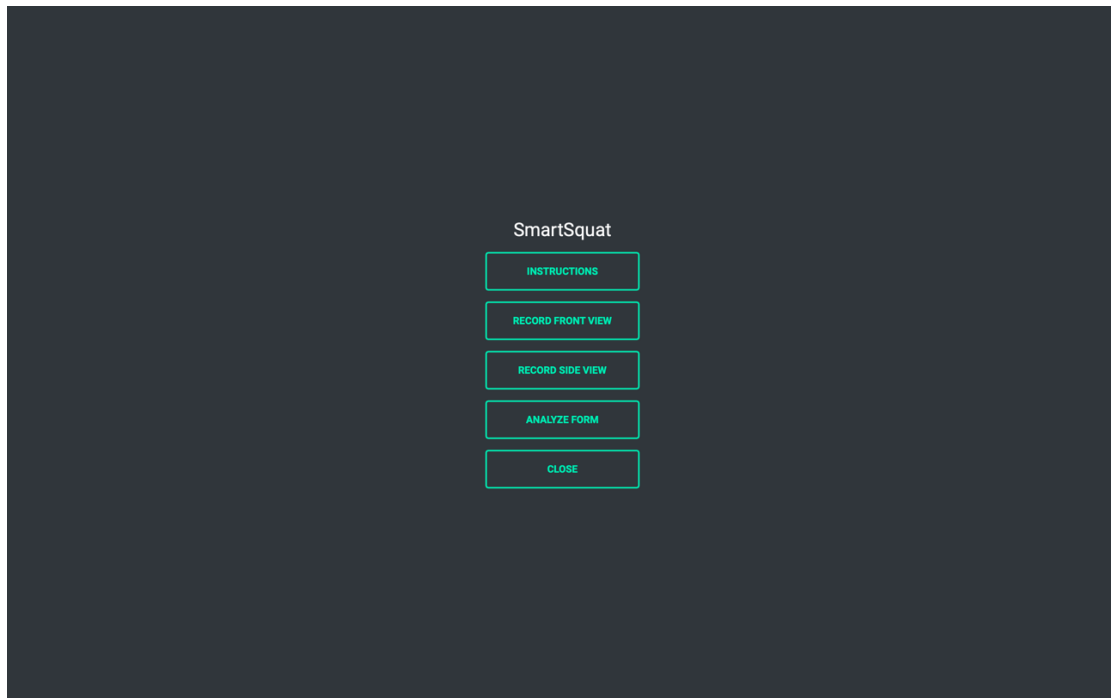 SmartSquat
INSTRUCTIONS
RECORD FRONT VIEW
RECORD SIDE VIEW
ANALYZE FORM
CLOSE